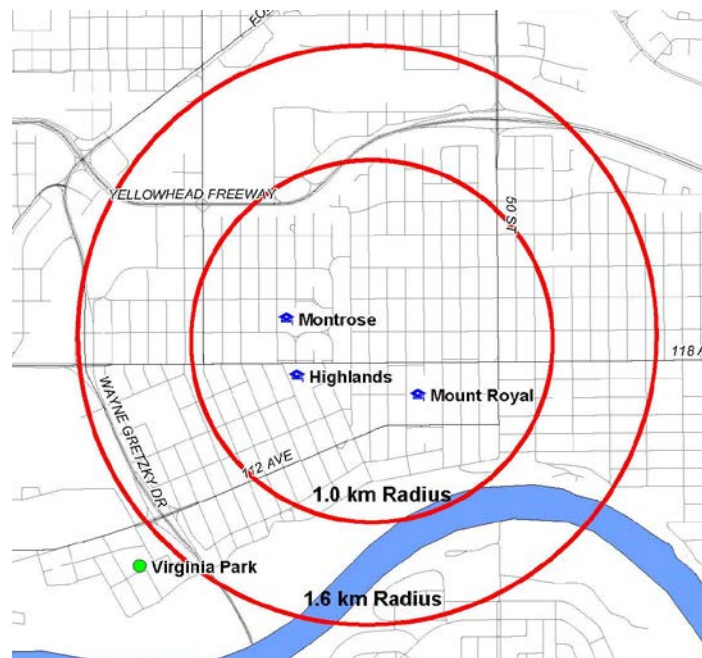 FO
YELLOWHEAD FREEWAY
50 ST
Montrose
118 A
Highlands
WAYNE GRETZKY DR
Mount Royal
112 AVE
1.0 km Radius
Virginia Park
1.6 km Radius